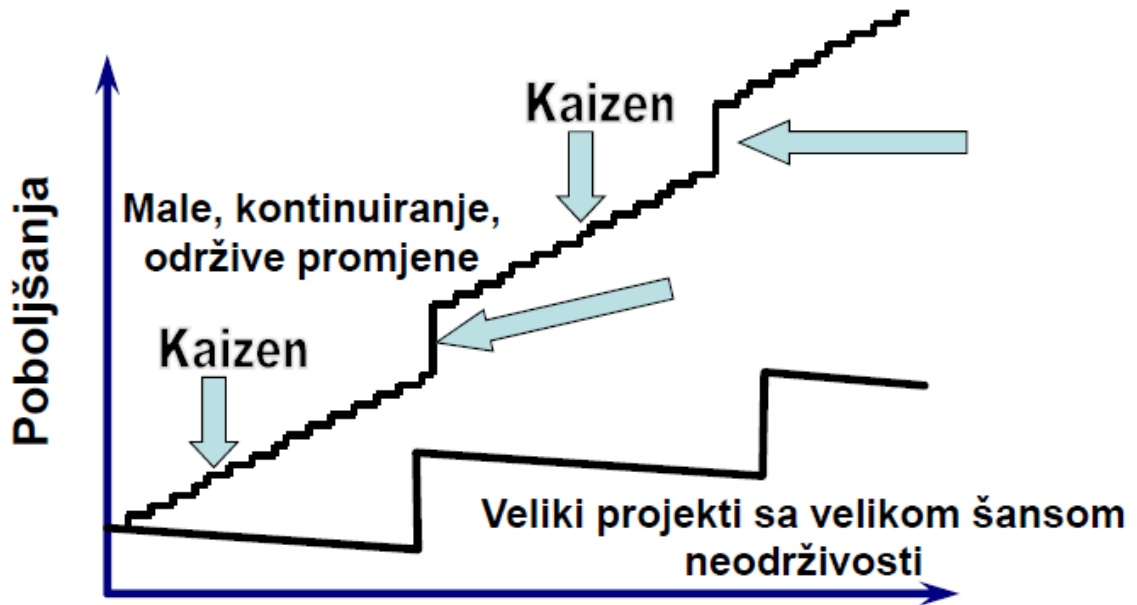 Kaizen
Male, kontinuiranje,
održive promjene
Kaizen
Poboljšanja
Veliki projekti sa velikom šansom
neodrživosti